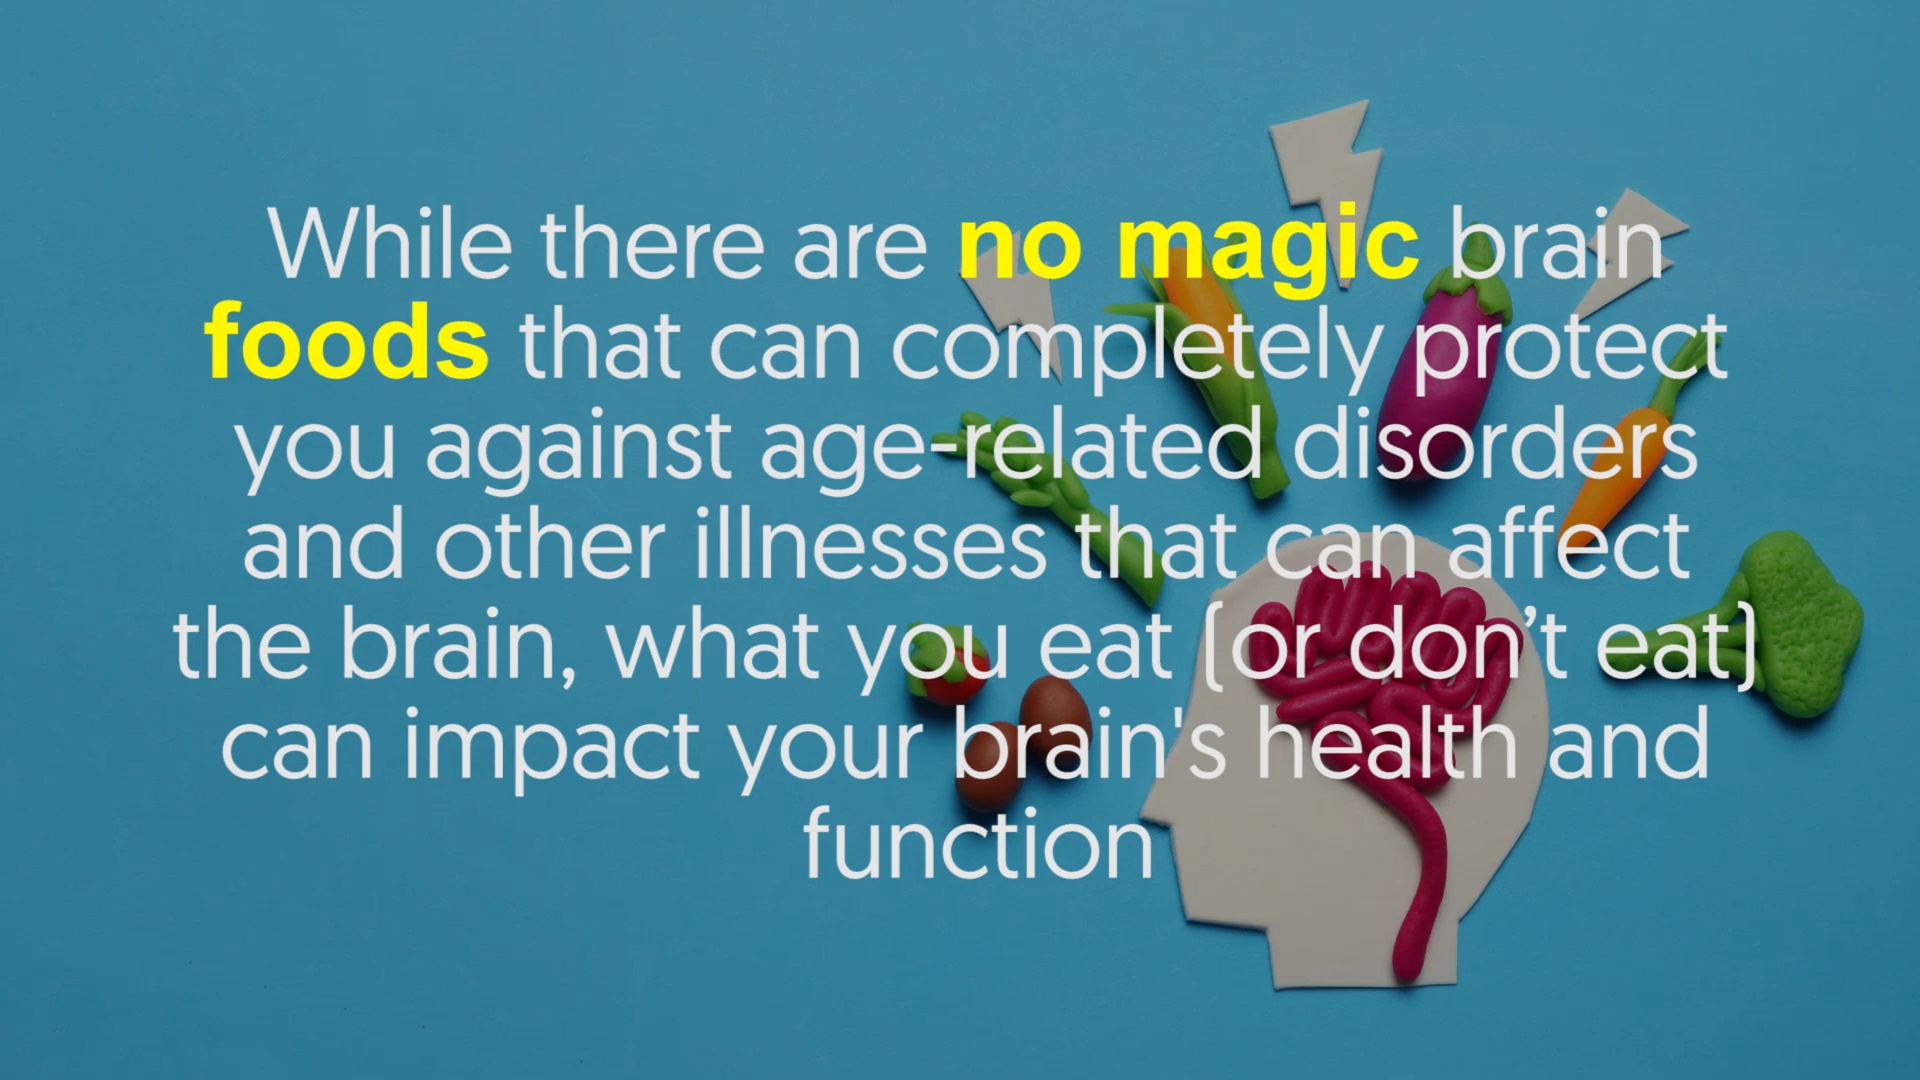 While there are no magic brain
foods that can completely protect
you against age-related disorders
and other illnesses that can affect
the brain, what you eat (or don’t eat)
can impact your brain's health and
function